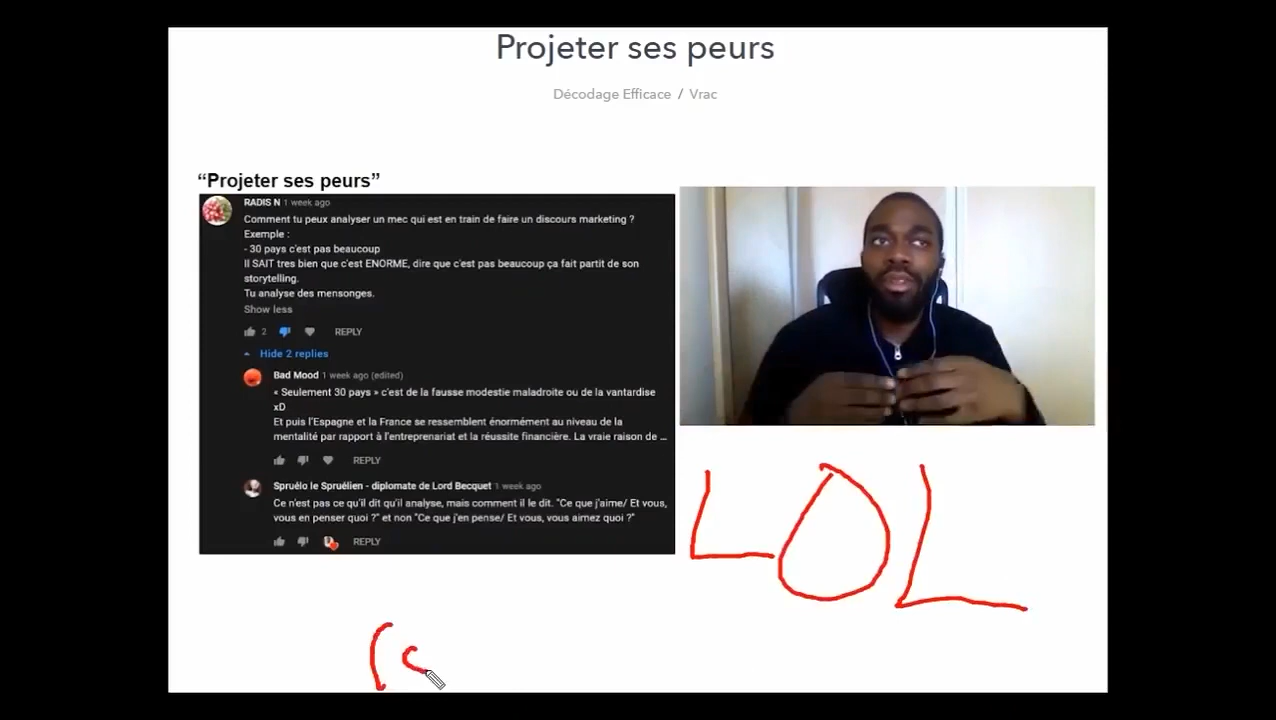 Projeter ses peurs
Décodage Efficace / Vrac
“Projeter ses peurs”
RADIS N 1 week ago
Comment tu peux analyser un mec qui est en train de faire un discours marketing ?
Exemple :
- 30 pays c'est pas beaucoup
Il SAIT tres bien que c'est ENORME, dire que c'est pas beaucoup ça fait partit de son
storytelling.
Tu analyse des mensonges.
Show less
2 REPLY
Hide 2 replies
Bad Mood 1 week ago (edited)
« Seulement 30 pays » c'est de la fausse modestie maladroite ou de la vantardise
xD
Et puis l'Espagne et la France se ressemblent énormément au niveau de la
mentalité par rapport à l'entreprenariat et la réussite financière. La vraie raison de ...
REPLY
Spruélo le Spruélien - diplomate de Lord Becquet 1 week ago
Ce n'est pas ce qu'il dit qu'il analyse, mais comment il le dit. "Ce que j'aime/ Et vous,
vous en penser quoi ?" et non "Ce que j'en pense/ Et vous, vous aimez quoi ?"
REPLY
LOL